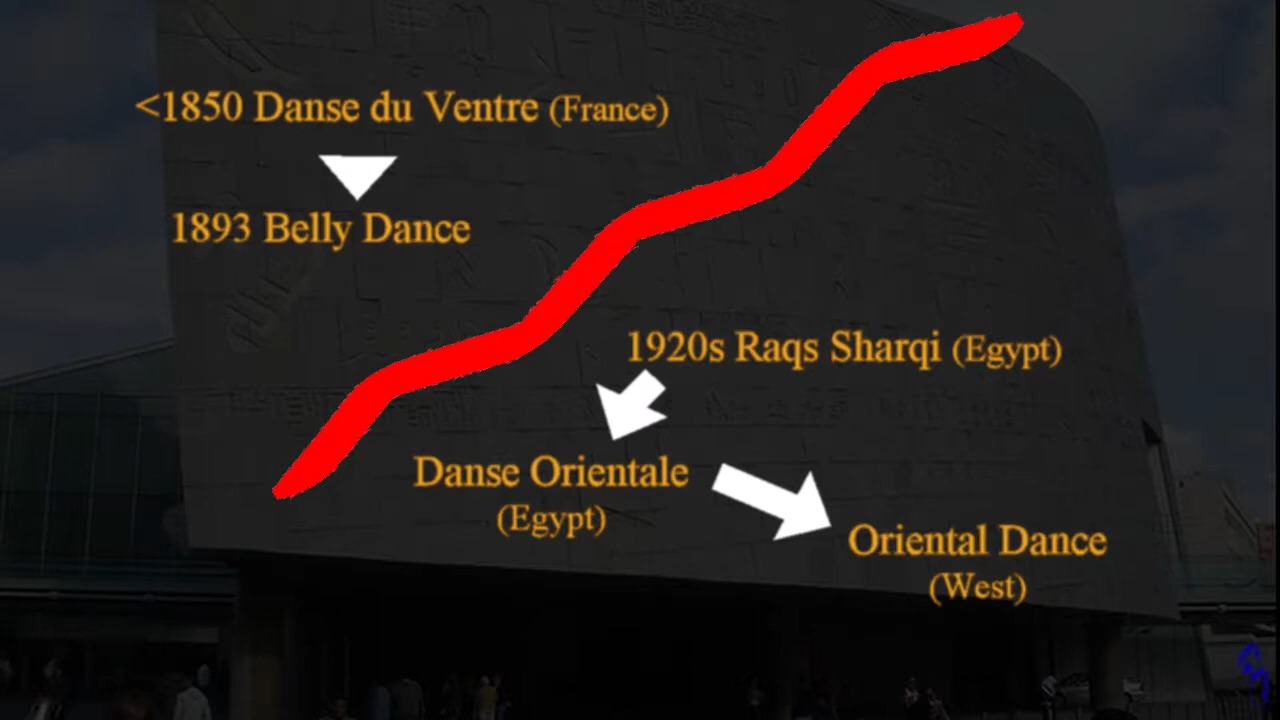 <1850 Danse du Ventre (France)
1893 Belly Dance
1920s Raqs Sharqi (Egypt)
Danse Orientale
(Egypt)
Oriental Dance
(West)